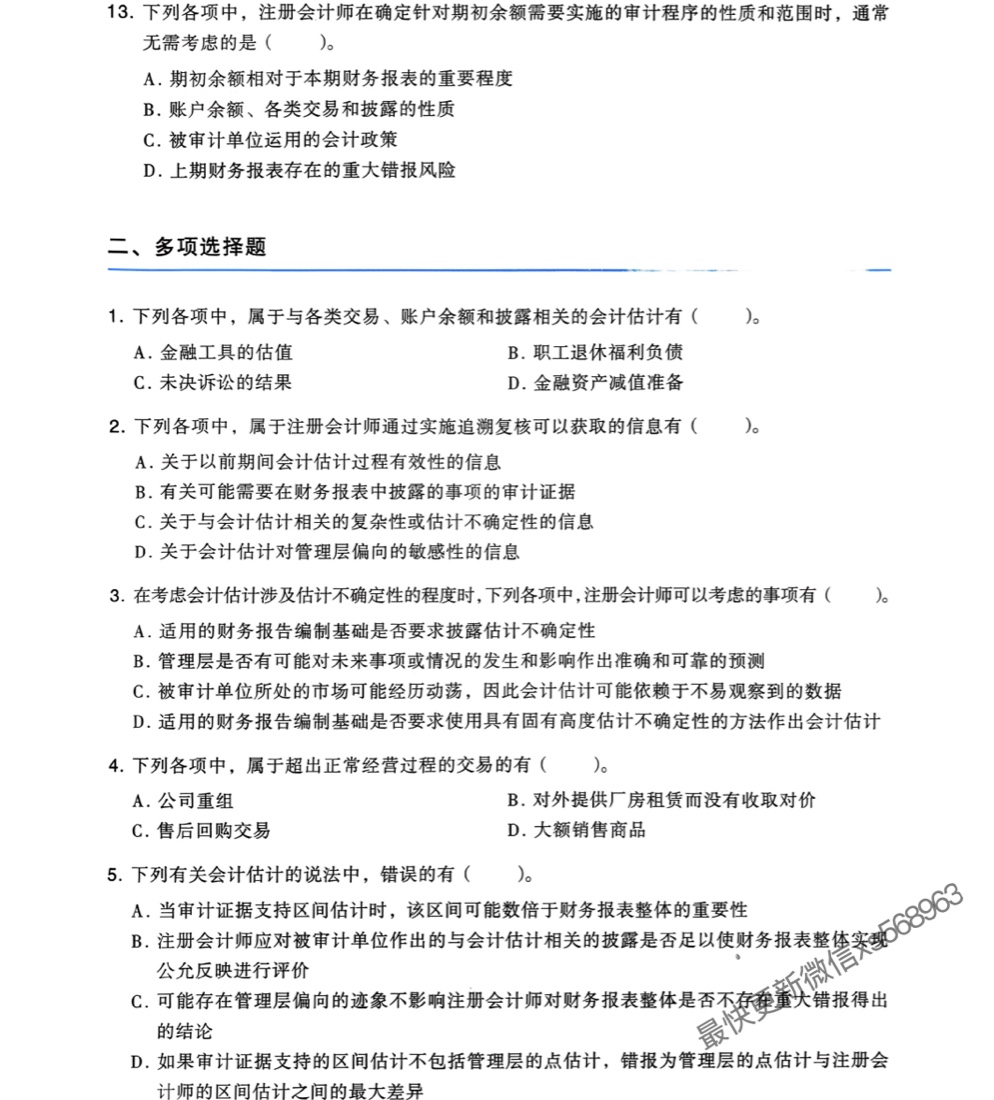 13. 下列各项中，注册会计师在确定针对期初余额需要实施的审计程序的性质和范围时，通常
无需考虑的是（　　）。
A. 期初余额相对于本期财务报表的重要程度
B. 账户余额、各类交易和披露的性质
C. 被审计单位运用的会计政策
D. 上期财务报表存在的重大错报风险
二、多项选择题
1. 下列各项中，属于与各类交易、账户余额和披露相关的会计估计有（　　）。
A. 金融工具的估值　　B. 职工退休福利负债
C. 未决诉讼的结果　　D. 金融资产减值准备
2. 下列各项中，属于注册会计师通过实施追溯复核可以获取的信息有（　　）。
A. 关于以前期间会计估计过程有效性的信息
B. 有关可能需要在财务报表中披露的事项的审计证据
C. 关于与会计估计相关的复杂性或估计不确定性的信息
D. 关于会计估计对管理层偏向的敏感性的信息
3. 在考虑会计估计涉及估计不确定性的程度时，下列各项中，注册会计师可以考虑的事项有（　　）。
A. 适用的财务报告编制基础是否要求披露估计不确定性
B. 管理层是否有可能对未来事项或情况的发生和影响作出准确和可靠的预测
C. 被审计单位所处的市场可能经历动荡，因此会计估计可能依赖于不易观察到的数据
D. 适用的财务报告编制基础是否要求使用具有固有高度估计不确定性的方法作出会计估计
4. 下列各项中，属于超出正常经营过程的交易的有（　　）。
A. 公司重组　　B. 对外提供厂房租赁而没有收取对价
C. 售后回购交易　　D. 大额销售商品
5. 下列有关会计估计的说法中，错误的有（　　）。
A. 当审计证据支持区间估计时，该区间可能数倍于财务报表整体的重要性
B. 注册会计师应对被审计单位作出的与会计估计相关的披露是否足以使财务报表整体实现
公允反映进行评价
C. 可能存在管理层偏向的迹象不影响注册会计师对财务报表整体是否不存在重大错报得出
的结论
D. 如果审计证据支持的区间估计不包括管理层的点估计，错报为管理层的点估计与注册会
计师的区间估计之间的最大差异
最快更新微信xs568963